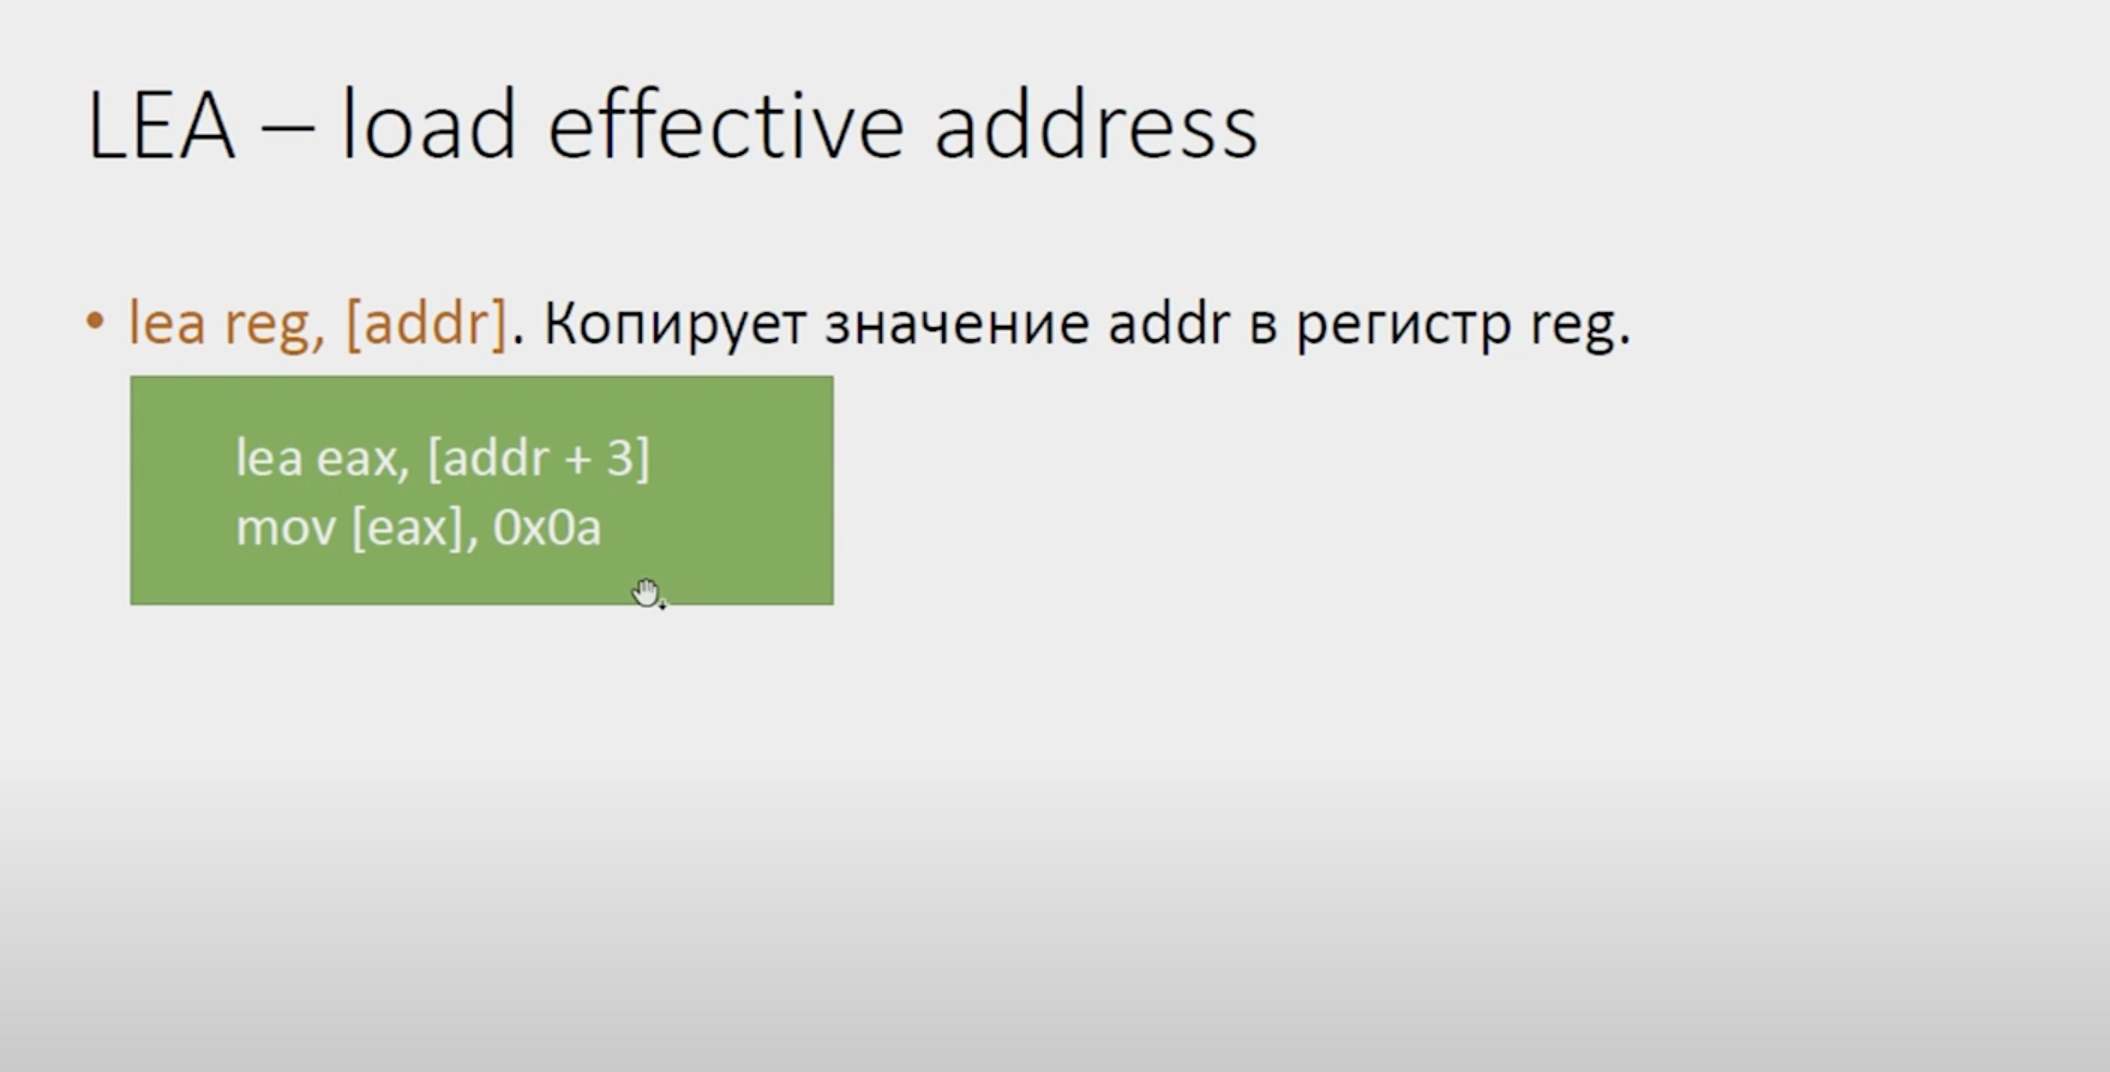 LEA – load effective address
• lea reg, [addr]. Копирует значение addr в регистр reg.
lea eax, [addr + 3]
mov [eax], 0x0a